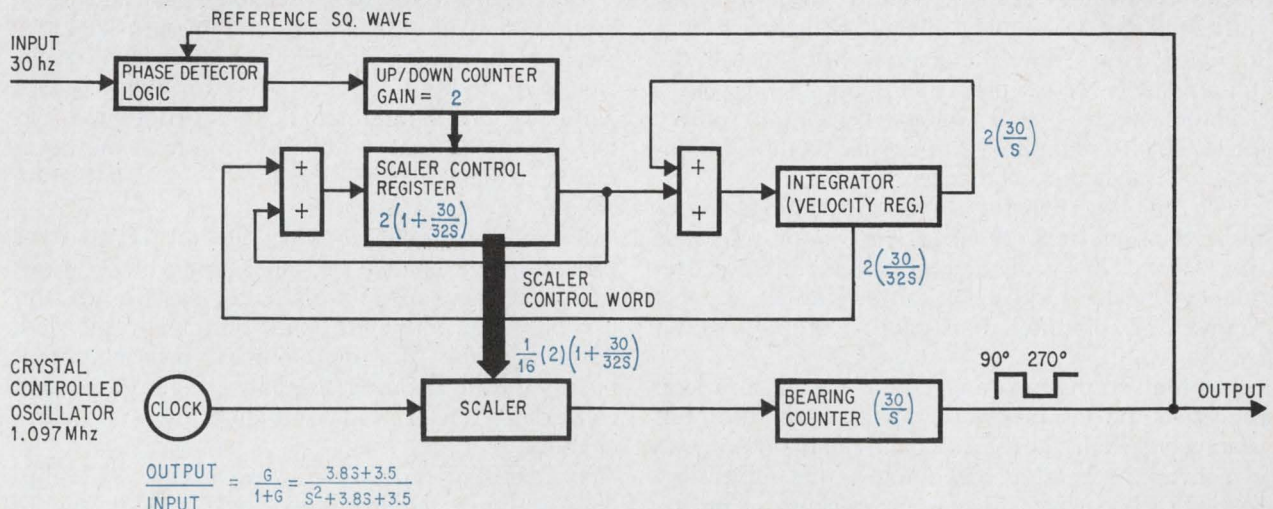 REFERENCE SQ. WAVE
INPUT
30 hz
PHASE DETECTOR
LOGIC
UP/DOWN COUNTER
GAIN = 2
+
+
SCALER CONTROL
REGISTER
2(1+30/32S)
+
+
INTEGRATOR
(VELOCITY REG.)
2(30/S)
2(30/32S)
SCALER
CONTROL WORD
1/16(2)(1+30/32S)
CRYSTAL
CONTROLLED
OSCILLATOR
1.097Mhz
CLOCK
SCALER
BEARING
COUNTER (30/S)
90° 270°
OUTPUT
OUTPUT/INPUT = G/1+G = 3.8S+3.5/S²+3.8S+3.5